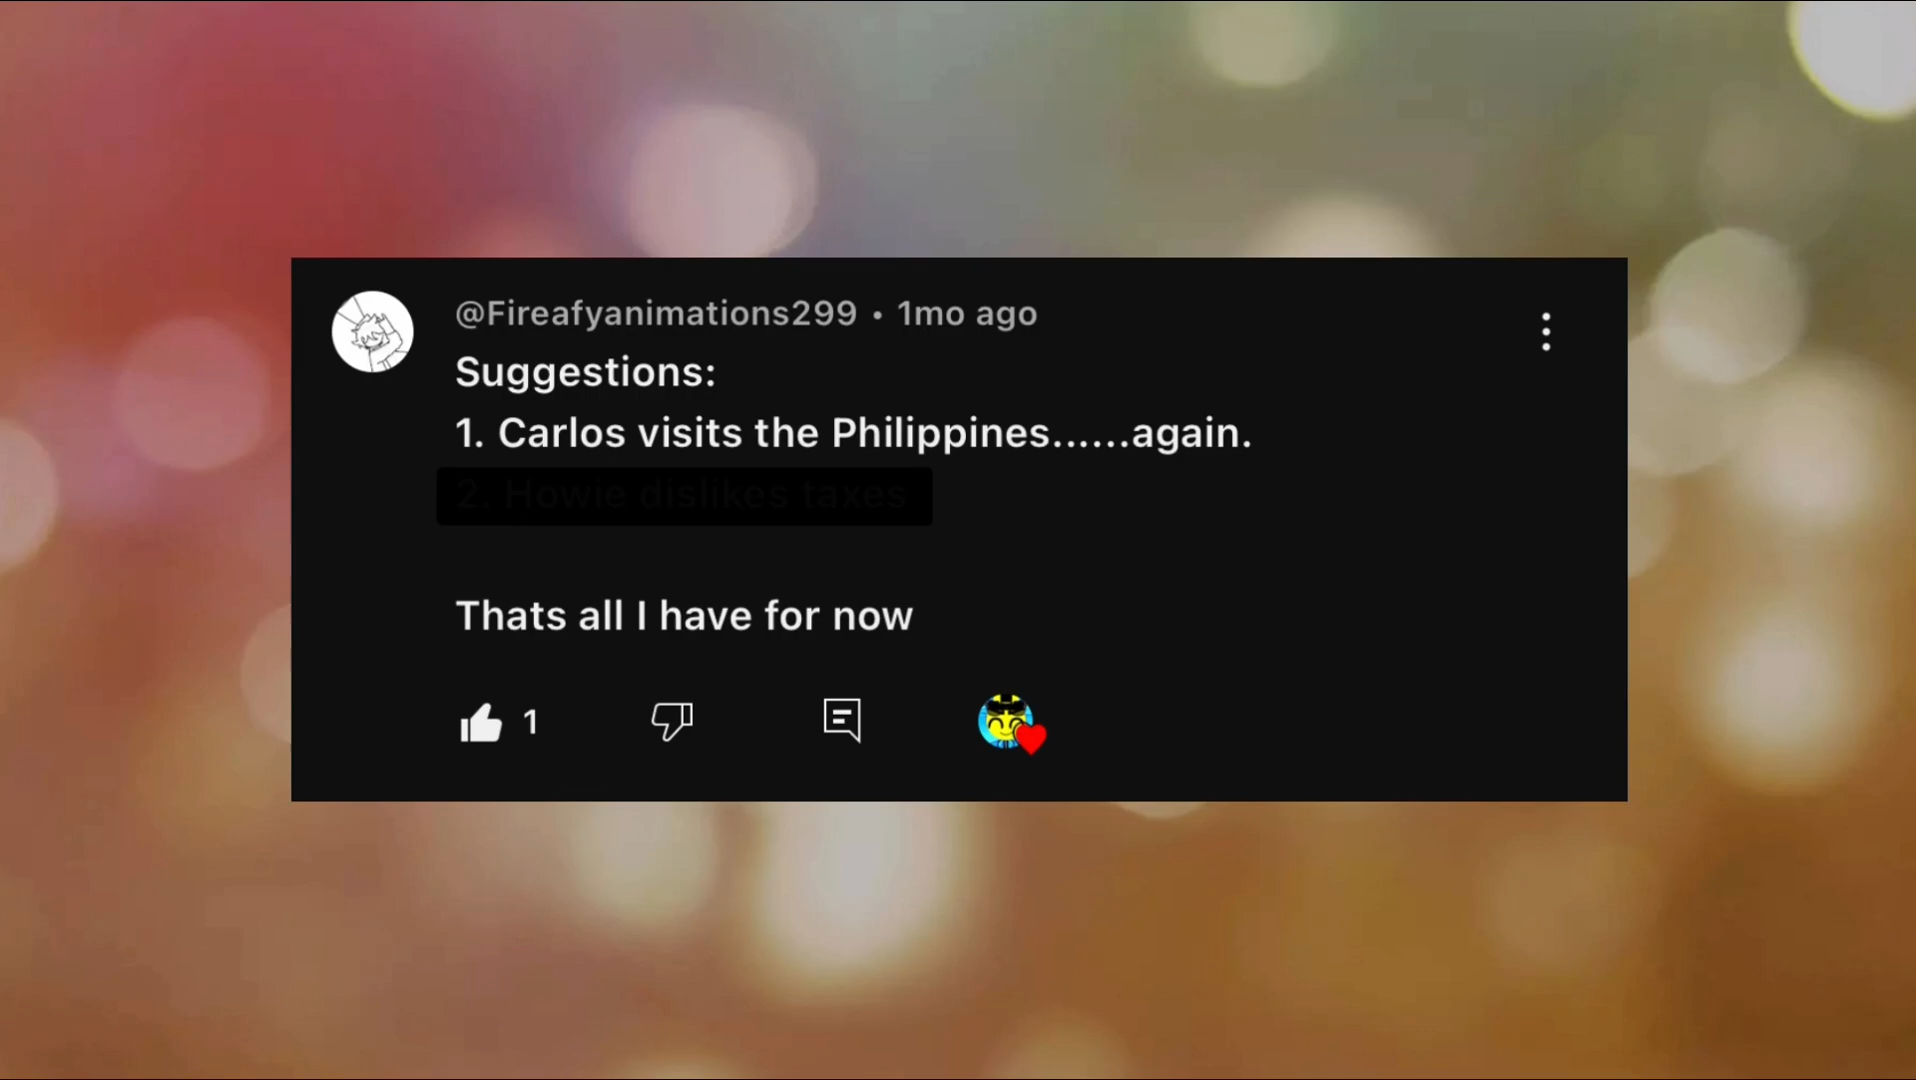 @Fireafyanimations299 • 1mo ago
Suggestions:
1. Carlos visits the Philippines......again.
2. Howie dislikes taxes
Thats all I have for now
1